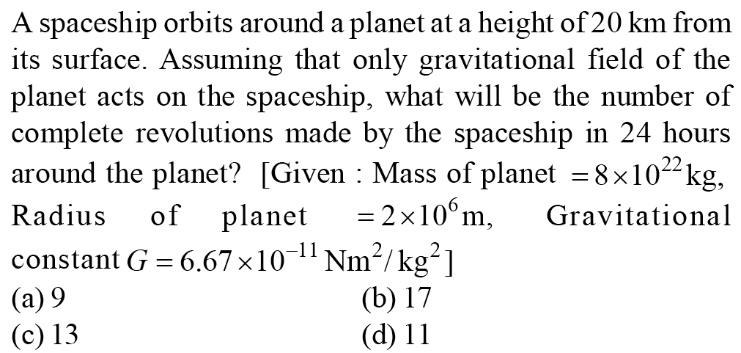 A spaceship orbits around a planet at a height of 20 km from
its surface. Assuming that only gravitational field of the
planet acts on the spaceship, what will be the number of
complete revolutions made by the spaceship in 24 hours
around the planet? [Given : Mass of planet = 8×10²² kg,
Radius of planet = 2×10⁶ m, Gravitational
constant G = 6.67×10⁻¹¹ Nm²/kg²]
(a) 9 (b) 17
(c) 13 (d) 11